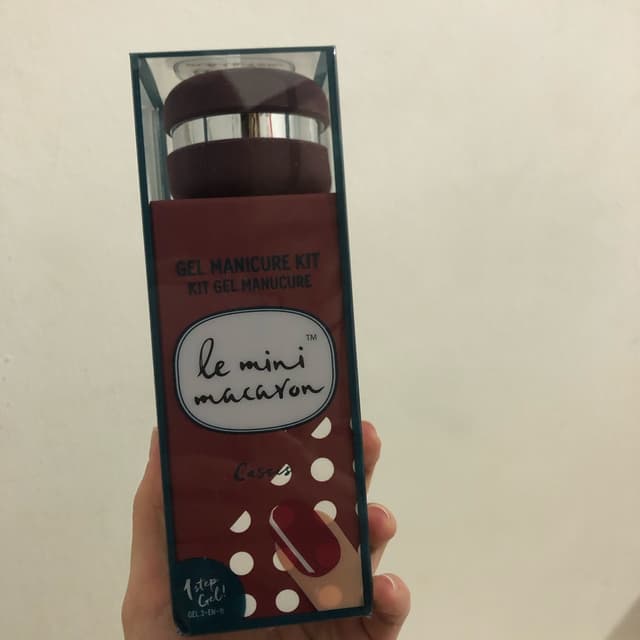 GEL MANICURE KIT
KIT GEL MANUCURE
le mini
macaron
TM
Cassis
1 step
Gel!
GEL 3-EN-1!